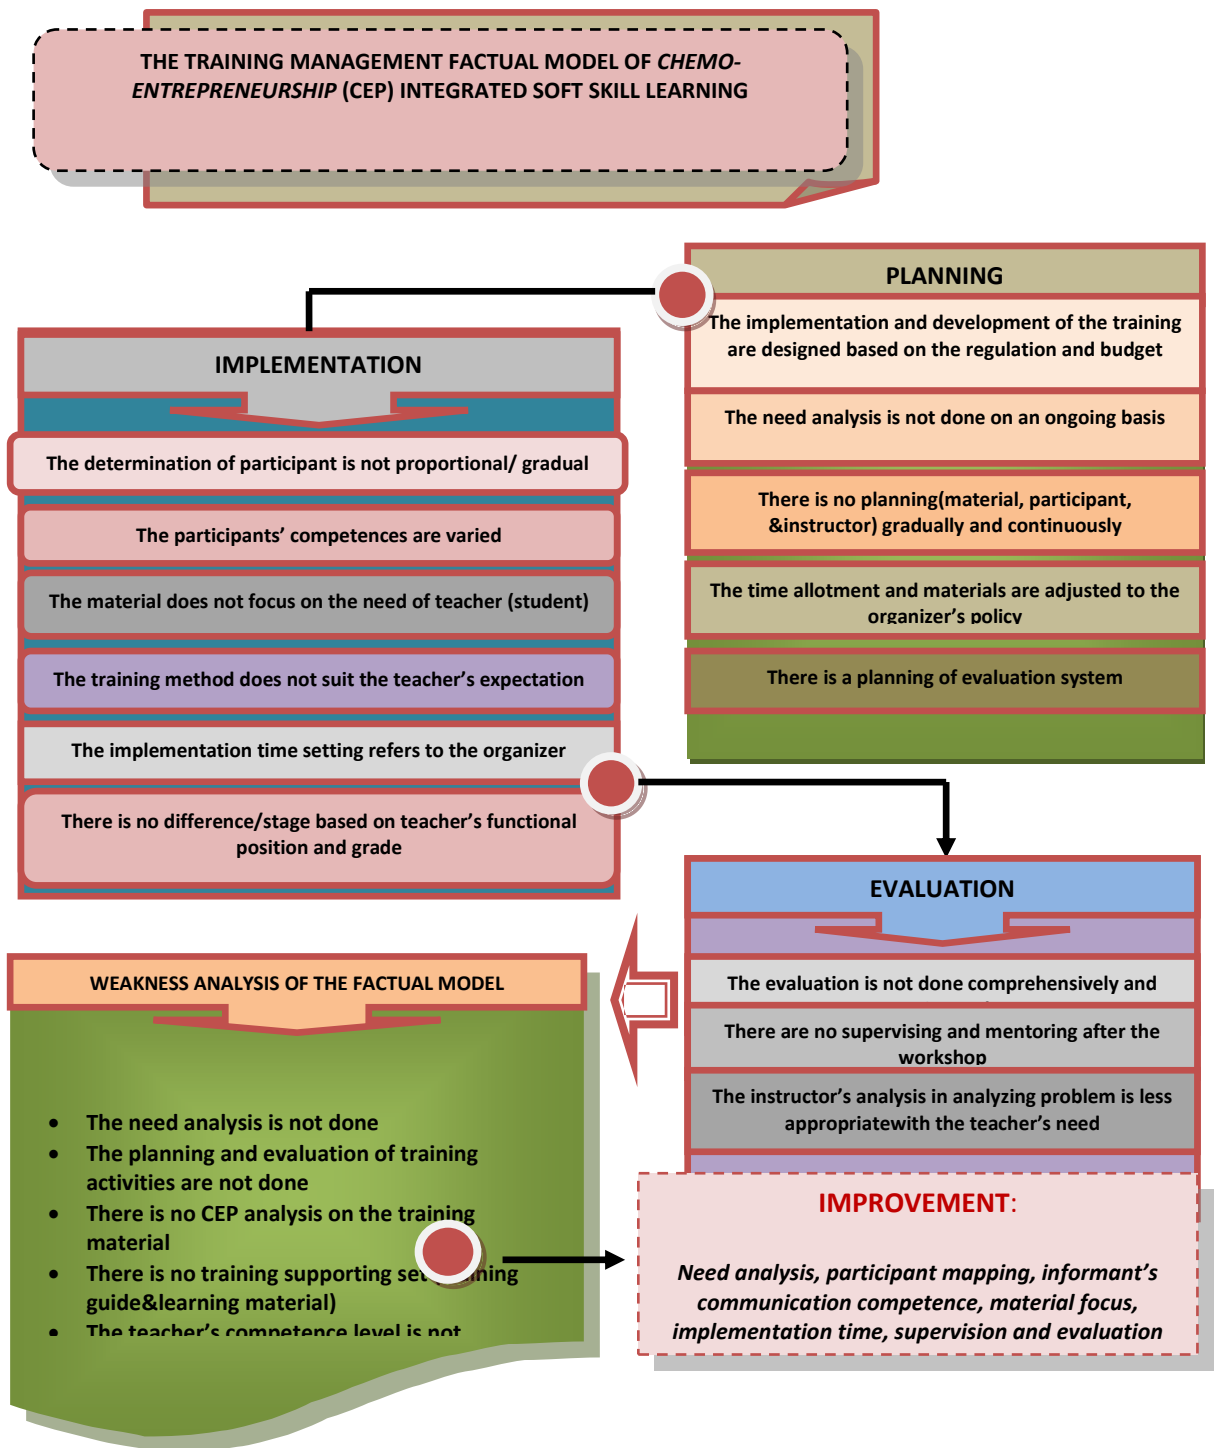 THE TRAINING MANAGEMENT FACTUAL MODEL OF CHEMO-
ENTREPRENEURSHIP (CEP) INTEGRATED SOFT SKILL LEARNING
PLANNING
The implementation and development of the training
are designed based on the regulation and budget
The need analysis is not done on an ongoing basis
There is no planning(material, participant,
&instructor) gradually and continuously
The time allotment and materials are adjusted to the
organizer's policy
There is a planning of evaluation system
IMPLEMENTATION
The determination of participant is not proportional/ gradual
The participants' competences are varied
The material does not focus on the need of teacher (student)
The training method does not suit the teacher's expectation
The implementation time setting refers to the organizer
There is no difference/stage based on teacher's functional
position and grade
EVALUATION
The evaluation is not done comprehensively and
There are no supervising and mentoring after the
workshop
The instructor's analysis in analyzing problem is less
appropriatewith the teacher's need
WEAKNESS ANALYSIS OF THE FACTUAL MODEL
• The need analysis is not done
• The planning and evaluation of training
activities are not done
• There is no CEP analysis on the training
material
• There is no training supporting set
guide&learning material)
• The teacher's competence level is not
IMPROVEMENT:
Need analysis, participant mapping, informant's
communication competence, material focus,
implementation time, supervision and evaluation